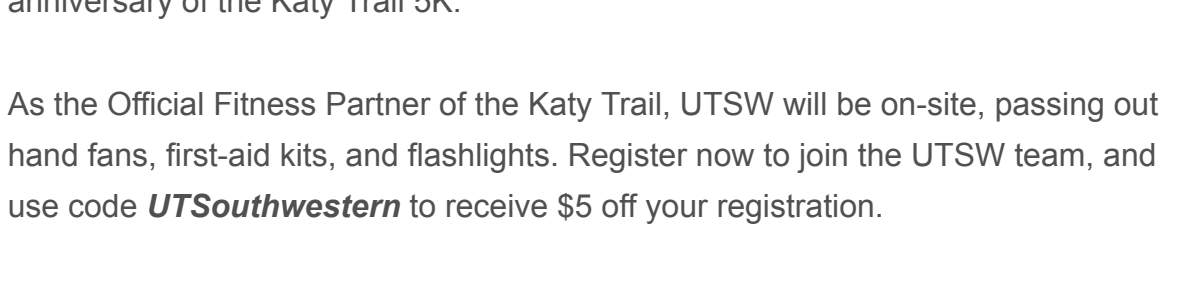 anniversary of the Katy Trail 5K.
As the Official Fitness Partner of the Katy Trail, UTSW will be on-site, passing out
hand fans, first-aid kits, and flashlights. Register now to join the UTSW team, and
use code UTSouthwestern to receive $5 off your registration.